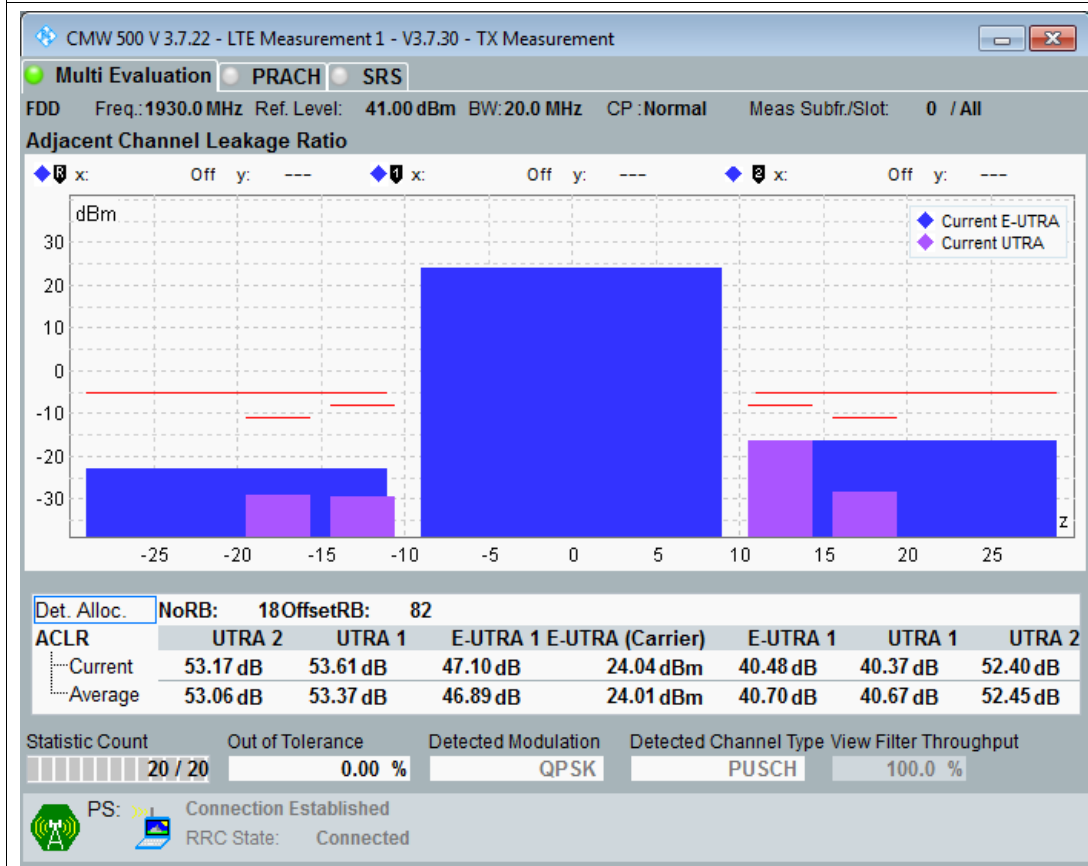 CMW 500 V 3.7.22 - LTE Measurement 1 - V3.7.30 - TX Measurement
Multi Evaluation PRACH SRS
FDD Freq.: 1930.0 MHz Ref. Level: 41.00 dBm BW: 20.0 MHz CP : Normal Meas Subfr./Slot: 0 / All
Adjacent Channel Leakage Ratio
R x: Off y: --- 1 x: Off y: --- 2 x: Off y: ---
dBm
Current E-UTRA
Current UTRA
30
20
10
0
-10
-20
-30
z
-25 -20 -15 -10 -5 0 5 10 15 20 25
Det. Alloc. NoRB: 18 OffsetRB: 82
ACLR UTRA 2 UTRA 1 E-UTRA 1 E-UTRA (Carrier) E-UTRA 1 UTRA 1 UTRA 2
Current 53.17 dB 53.61 dB 47.10 dB 24.04 dBm 40.48 dB 40.37 dB 52.40 dB
Average 53.06 dB 53.37 dB 46.89 dB 24.01 dBm 40.70 dB 40.67 dB 52.45 dB
Statistic Count Out of Tolerance Detected Modulation Detected Channel Type View Filter Throughput
20 / 20 0.00 % QPSK PUSCH 100.0 %
PS: Connection Established
RRC State: Connected